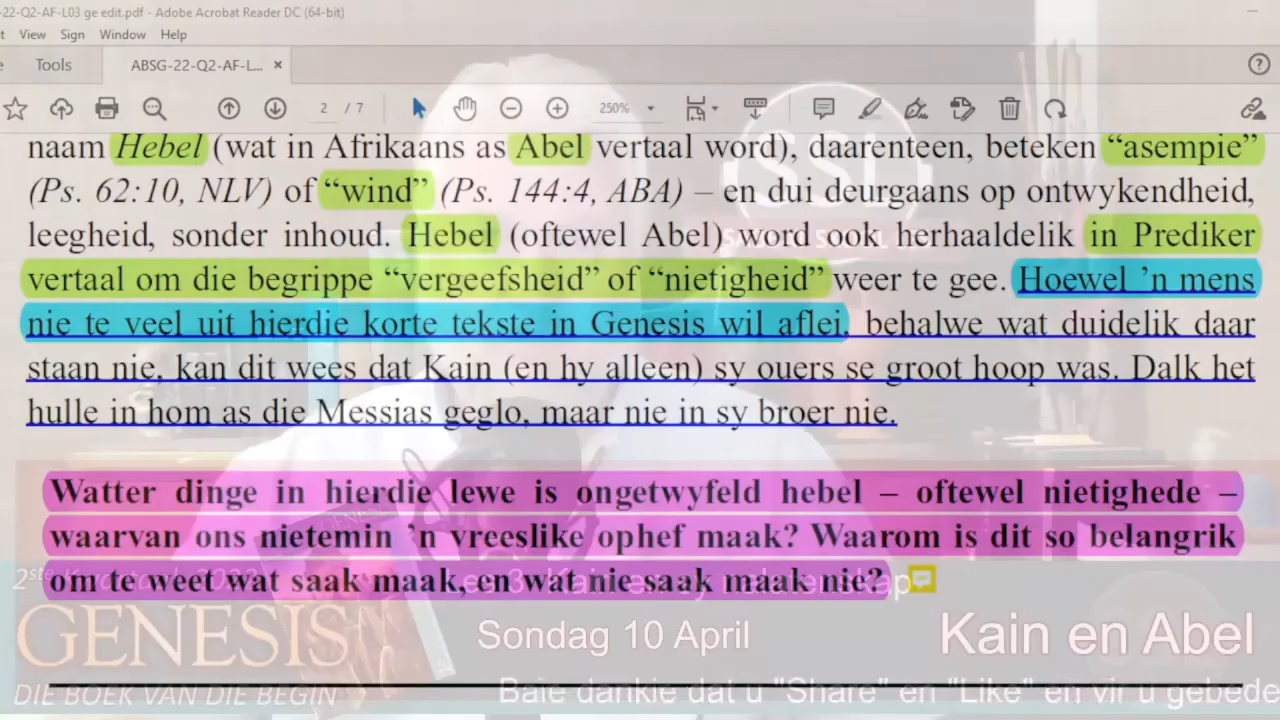 -22-Q2-AF-L03 ge edit.pdf - Adobe Acrobat Reader DC (64-bit)
t View Sign Window Help
e Tools ABSG-22-Q2-AF-L... ×
2 / 7 250%
naam Hebel (wat in Afrikaans as Abel vertaal word), daarenteen, beteken “asempie”
(Ps. 62:10, NLV) of “wind” (Ps. 144:4, ABA) – en dui deurgaans op ontwykendheid,
leegheid, sonder inhoud. Hebel (oftewel Abel) word ook herhaaldelik in Prediker
vertaal om die begrippe “vergeefsheid” of “nietigheid” weer te gee. Hoewel ’n mens
nie te veel uit hierdie korte tekste in Genesis wil aflei, behalwe wat duidelik daar
staan nie, kan dit wees dat Kain (en hy alleen) sy ouers se groot hoop was. Dalk het
hulle in hom as die Messias geglo, maar nie in sy broer nie.
Watter dinge in hierdie lewe is ongetwyfeld hebel – oftewel nietighede –
waarvan ons nietemin ’n vreeslike ophef maak? Waarom is dit so belangrik
om te weet wat saak maak, en wat nie saak maak nie?
SSL
GENESIS
DIE BOEK VAN DIE BEGIN
Sondag 10 April
Kain en Abel
Baie dankie dat u "Share" en "Like" en vir u gebede